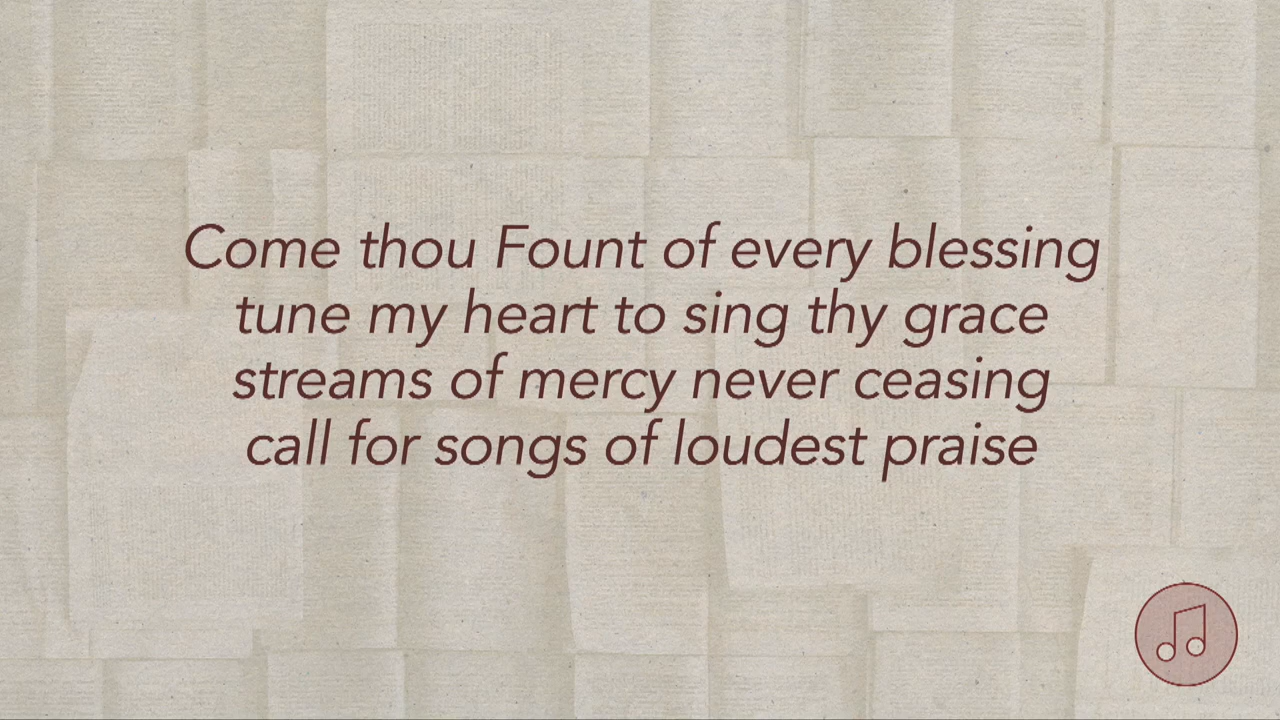 Come thou Fount of every blessing
tune my heart to sing thy grace
streams of mercy never ceasing
call for songs of loudest praise